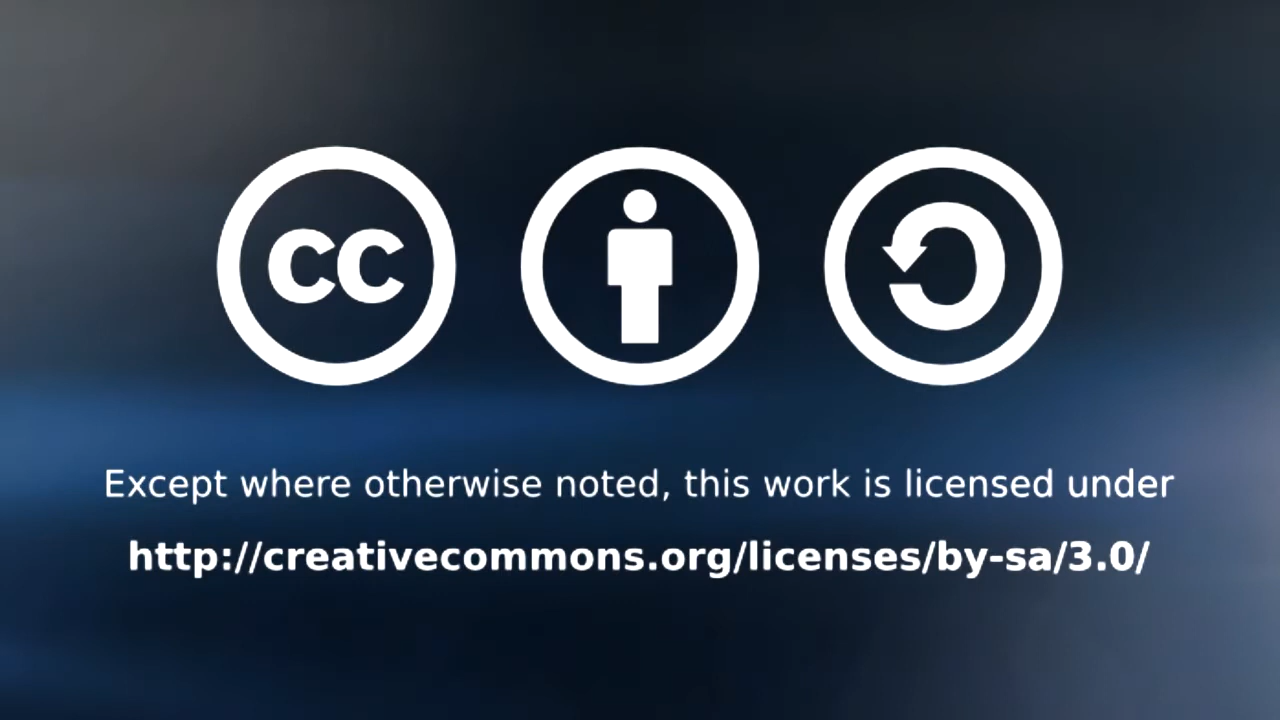 cc
Except where otherwise noted, this work is licensed under
http://creativecommons.org/licenses/by-sa/3.0/